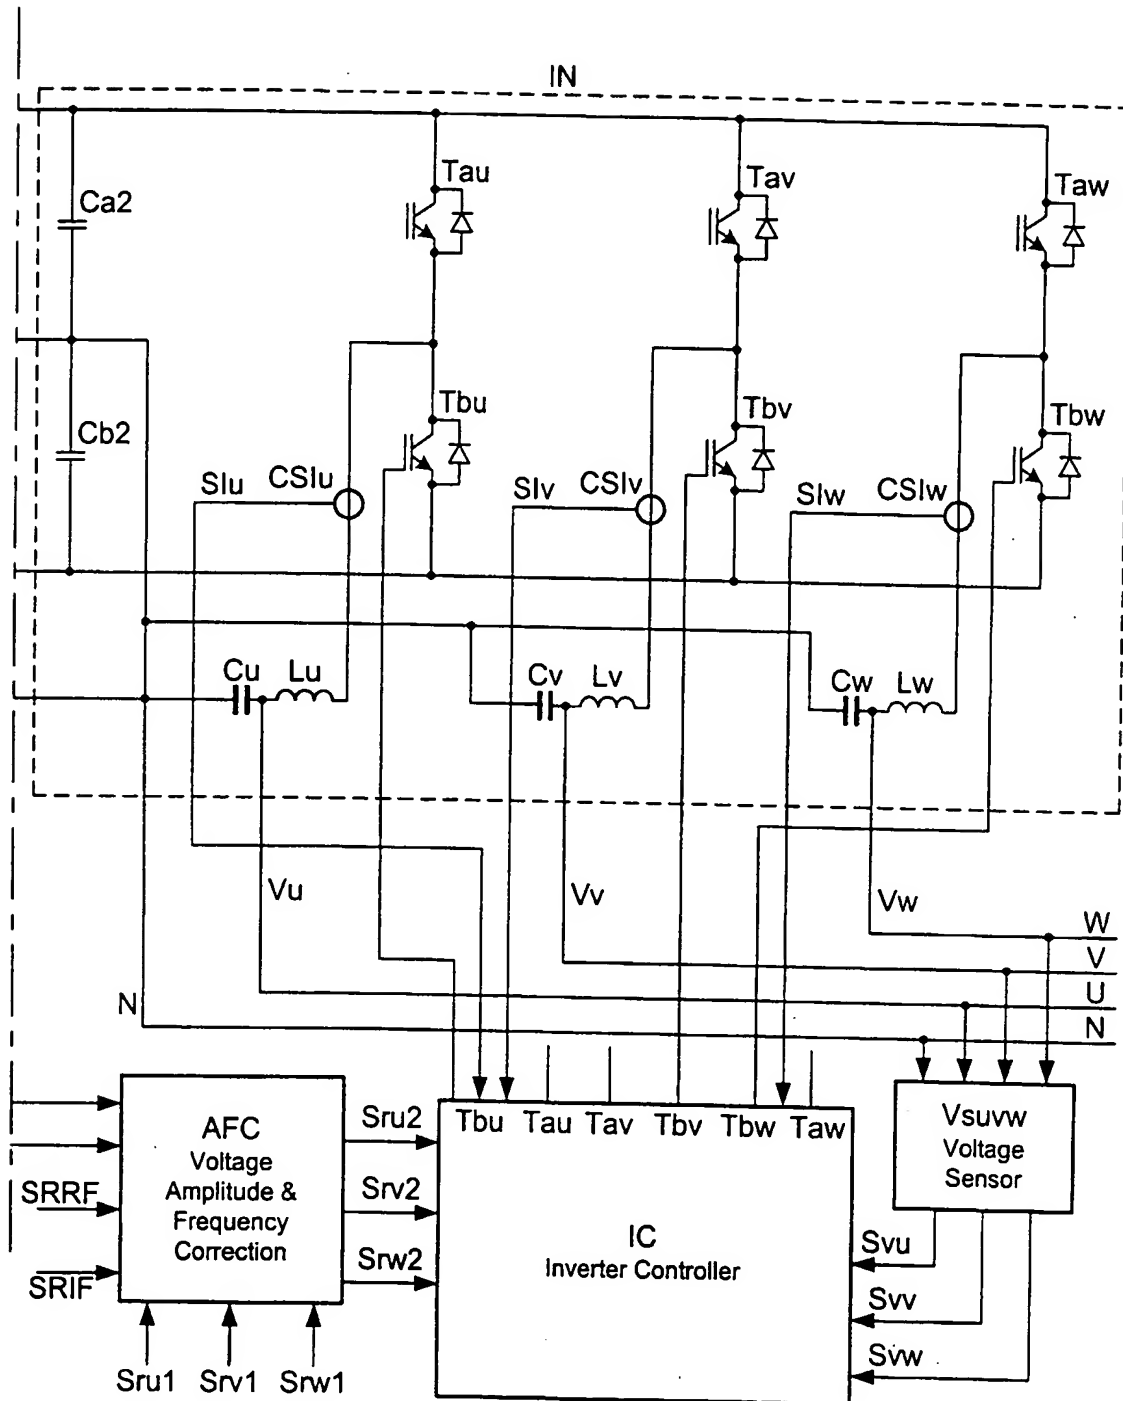 IN
Tau
Tav
Taw
Ca2
Tbu
Tbv
Tbw
Cb2
SIu
CSIu
SIv
CSIv
SIw
CSIw
Cu
Lu
Cv
Lv
Cw
Lw
Vu
Vv
Vw
W
V
U
N
N
Tbu
Tau
Tav
Tbv
Tbw
Taw
AFC
Voltage
Amplitude &
Frequency
Correction
SRRF
SRIF
Sru2
Srv2
Srw2
IC
Inverter Controller
Vsuvw
Voltage
Sensor
Svu
Svv
Svw
Sru1
Srv1
Srw1